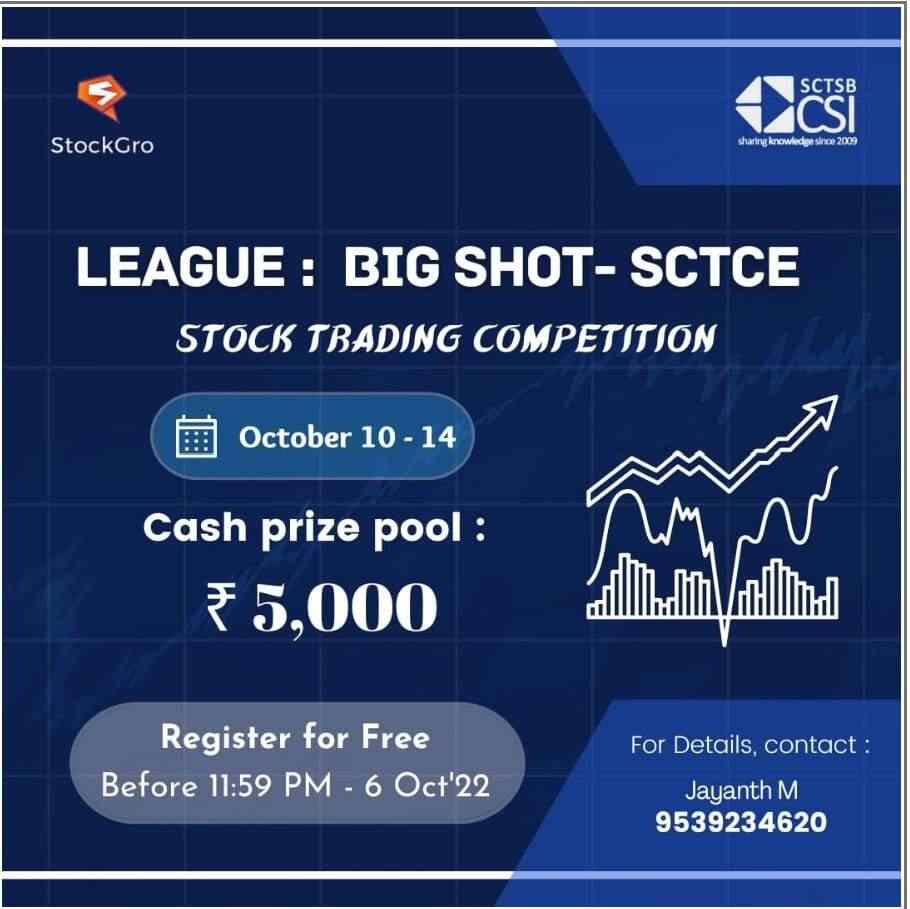 StockGro
SCTSB
CSI
sharing knowledge since 2009
LEAGUE : BIG SHOT- SCTCE
STOCK TRADING COMPETITION
October 10 - 14
Cash prize pool :
₹ 5,000
Register for Free
Before 11:59 PM - 6 Oct'22
For Details, contact :
Jayanth M
9539234620